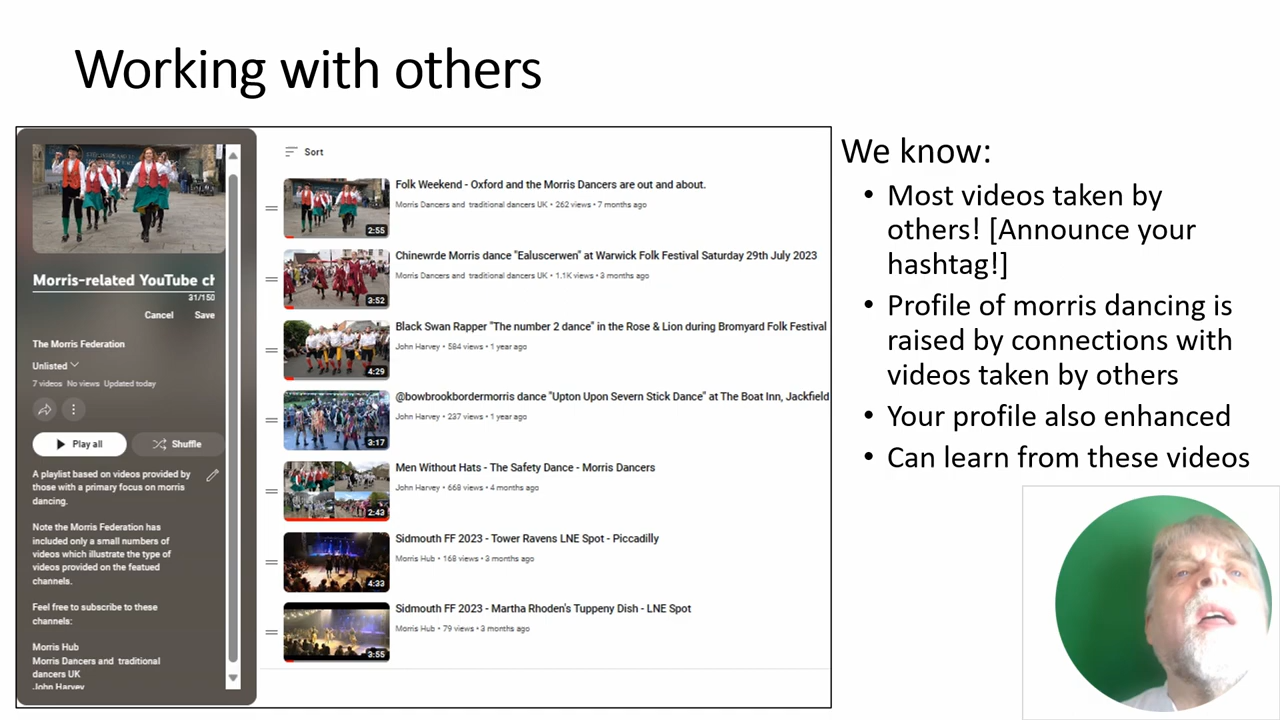 Working with others
Morris-related YouTube ch
31/150
Cancel Save
The Morris Federation
Unlisted
7 videos No views Updated today
Play all Shuffle
A playlist based on videos provided by
those with a primary focus on morris
dancing.
Note the Morris Federation has
included only a small numbers of
videos which illustrate the type of
videos provided on the featued
channels.
Feel free to subscribe to these
channels:
Morris Hub
Morris Dancers and traditional
dancers UK
John Harvey
Sort
2:55
Folk Weekend - Oxford and the Morris Dancers are out and about.
Morris Dancers and traditional dancers UK • 262 views • 7 months ago
3:52
Chinewrde Morris dance "Ealuscerwen" at Warwick Folk Festival Saturday 29th July 2023
Morris Dancers and traditional dancers UK • 1.1K views • 3 months ago
4:29
Black Swan Rapper "The number 2 dance" in the Rose & Lion during Bromyard Folk Festival
John Harvey • 584 views • 1 year ago
3:17
@bowbrookbordermorris dance "Upton Upon Severn Stick Dance" at The Boat Inn, Jackfield
John Harvey • 237 views • 1 year ago
2:43
Men Without Hats - The Safety Dance - Morris Dancers
John Harvey • 668 views • 4 months ago
4:33
Sidmouth FF 2023 - Tower Ravens LNE Spot - Piccadilly
Morris Hub • 168 views • 3 months ago
3:55
Sidmouth FF 2023 - Martha Rhoden's Tuppeny Dish - LNE Spot
Morris Hub • 79 views • 3 months ago
We know:
• Most videos taken by
others! [Announce your
hashtag!]
• Profile of morris dancing is
raised by connections with
videos taken by others
• Your profile also enhanced
• Can learn from these videos